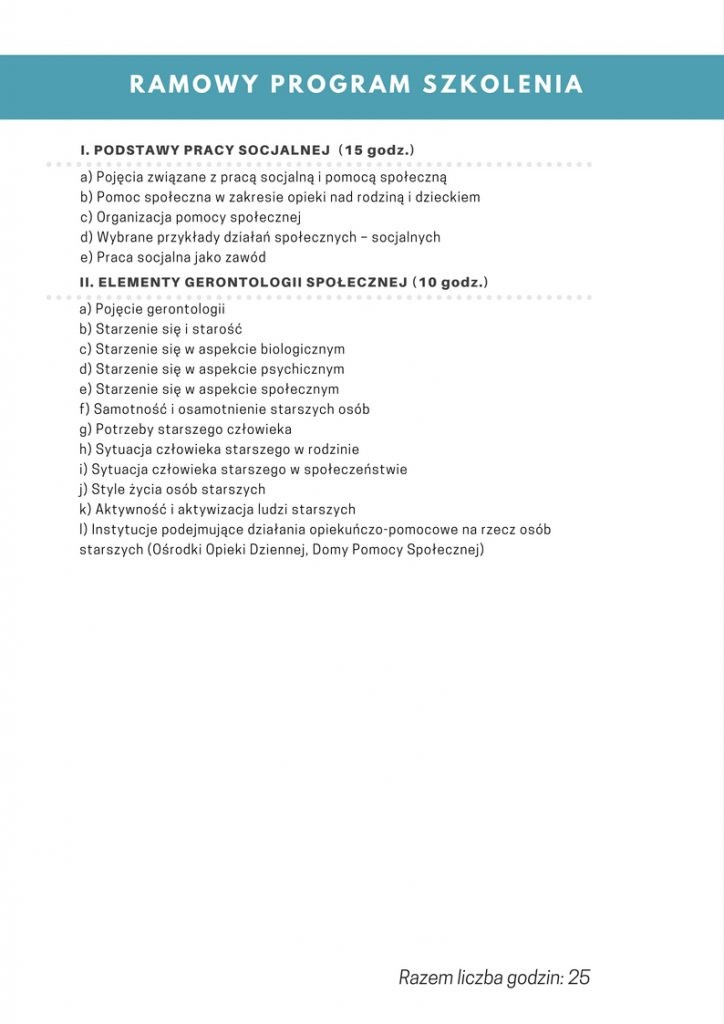 RAMOWY PROGRAM SZKOLENIA
I. PODSTAWY PRACY SOCJALNEJ (15 godz.)
a) Pojęcia związane z pracą socjalną i pomocą społeczną
b) Pomoc społeczna w zakresie opieki nad rodziną i dzieckiem
c) Organizacja pomocy społecznej
d) Wybrane przykłady działań społecznych – socjalnych
e) Praca socjalna jako zawód
II. ELEMENTY GERONTOLOGII SPOŁECZNEJ (10 godz.)
a) Pojęcie gerontologii
b) Starzenie się i starość
c) Starzenie się w aspekcie biologicznym
d) Starzenie się w aspekcie psychicznym
e) Starzenie się w aspekcie społecznym
f) Samotność i osamotnienie starszych osób
g) Potrzeby starszego człowieka
h) Sytuacja człowieka starszego w rodzinie
i) Sytuacja człowieka starszego w społeczeństwie
j) Style życia osób starszych
k) Aktywność i aktywizacja ludzi starszych
l) Instytucje podejmujące działania opiekuńczo-pomocowe na rzecz osób
starszych (Ośrodki Opieki Dziennej, Domy Pomocy Społecznej)
Razem liczba godzin: 25